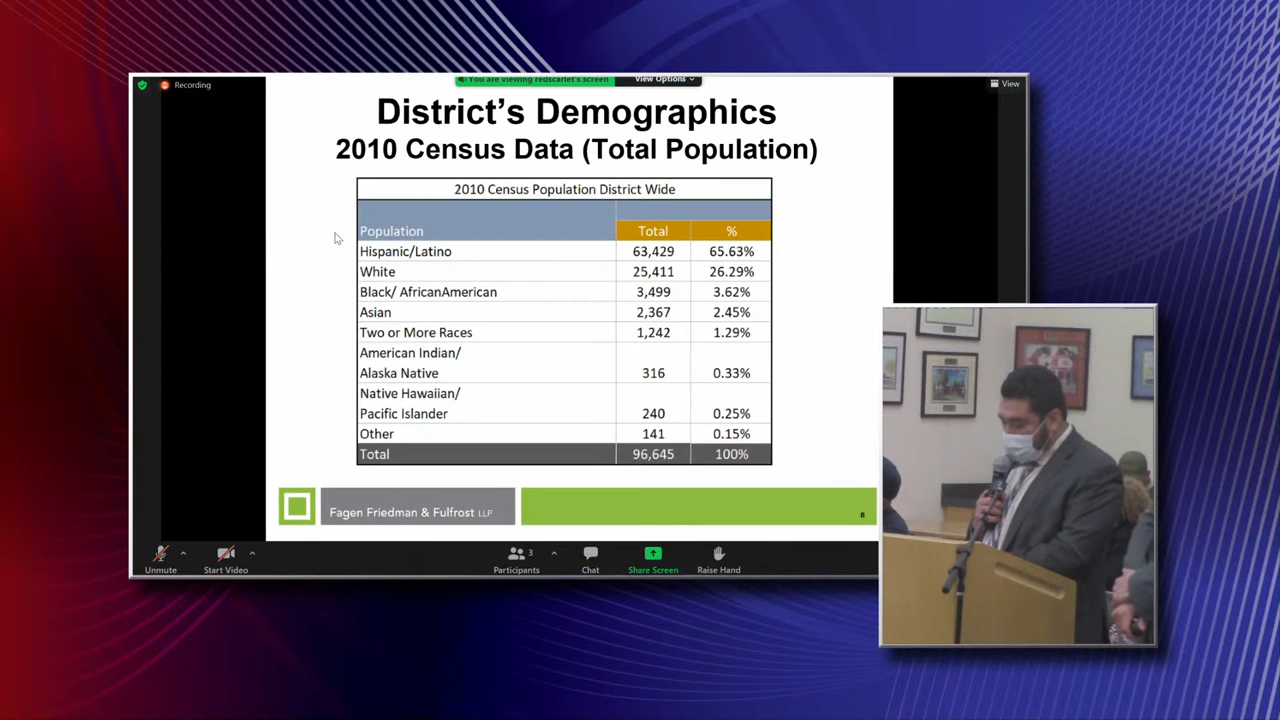 Recording
You are viewing redscarlet's screen
View Options
View
District's Demographics
2010 Census Data (Total Population)
2010 Census Population District Wide
Population Total %
Hispanic/Latino 63,429 65.63%
White 25,411 26.29%
Black/ AfricanAmerican 3,499 3.62%
Asian 2,367 2.45%
Two or More Races 1,242 1.29%
American Indian/
Alaska Native 316 0.33%
Native Hawaiian/
Pacific Islander 240 0.25%
Other 141 0.15%
Total 96,645 100%
Fagen Friedman & Fulfrost LLP
6
Unmute
Start Video
3
Participants
Chat
Share Screen
Raise Hand